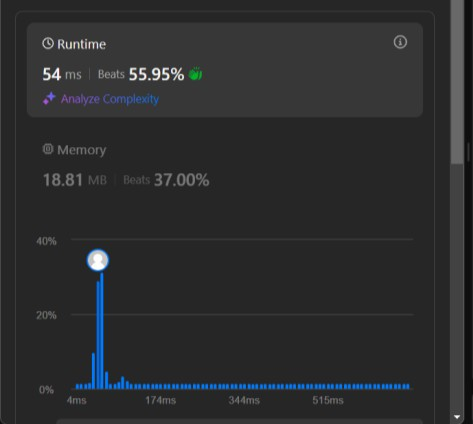 Runtime
54 ms | Beats 55.95%
Analyze Complexity
Memory
18.81 MB | Beats 37.00%
40%
20%
0%
4ms 174ms 344ms 515ms